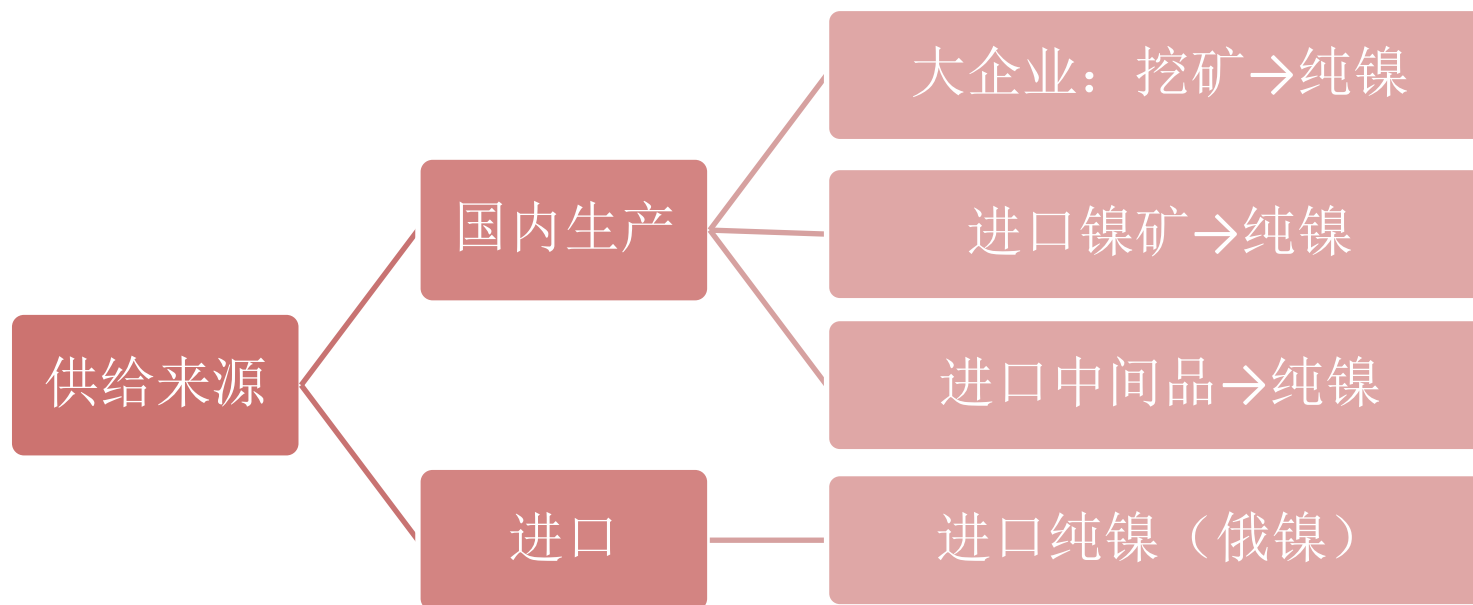 供给来源
国内生产
大企业：挖矿→纯镍
进口镍矿→纯镍
进口中间品→纯镍
进口
进口纯镍（俄镍）